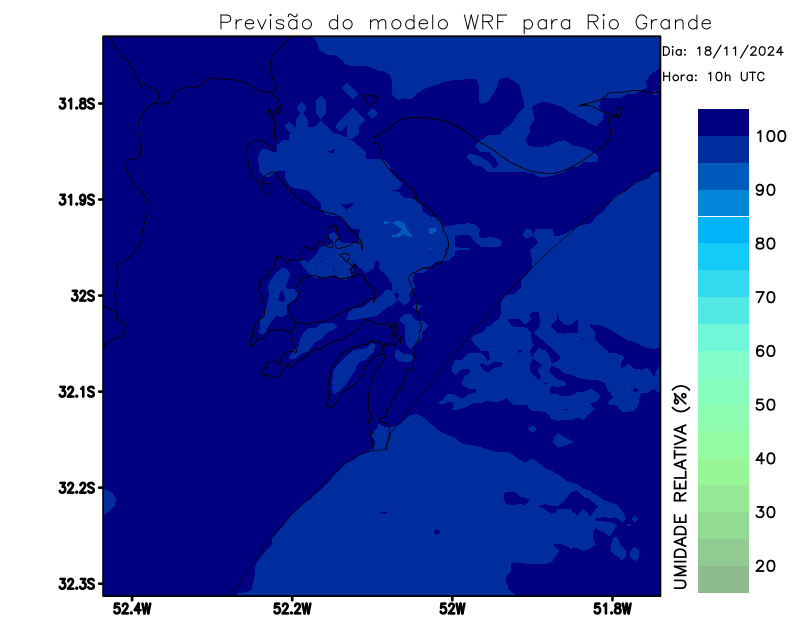 Previsão do modelo WRF para Rio Grande
Dia: 18/11/2024
Hora: 10h UTC
31.8S
31.9S
32S
32.1S
32.2S
32.3S
52.4W
52.2W
52W
51.8W
UMIDADE RELATIVA (%)
100
90
80
70
60
50
40
30
20